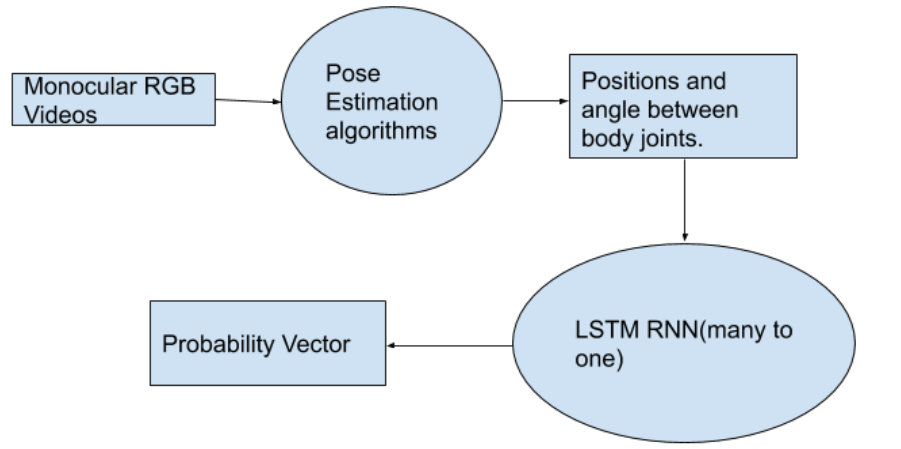 Monocular RGB
Videos
Pose
Estimation
algorithms
Positions and
angle between
body joints.
LSTM RNN(many to
one)
Probability Vector